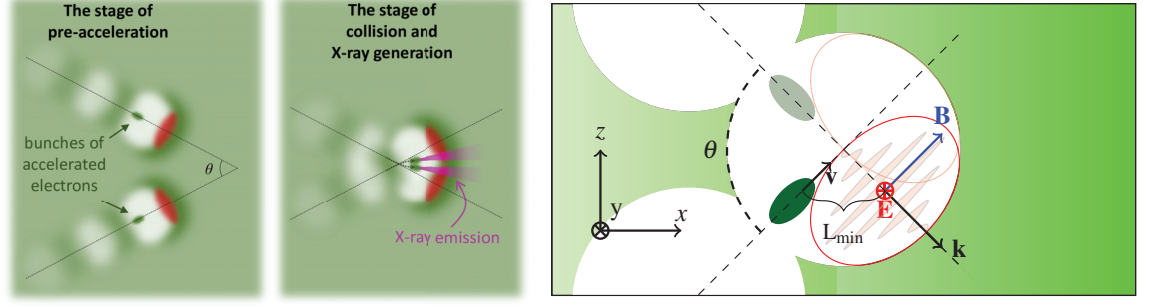 The stage of
pre-acceleration
bunches of
accelerated
electrons
θ
The stage of
collision and
X-ray generation
X-ray emission
θ
z
y
x
v
B
E
L_min
k